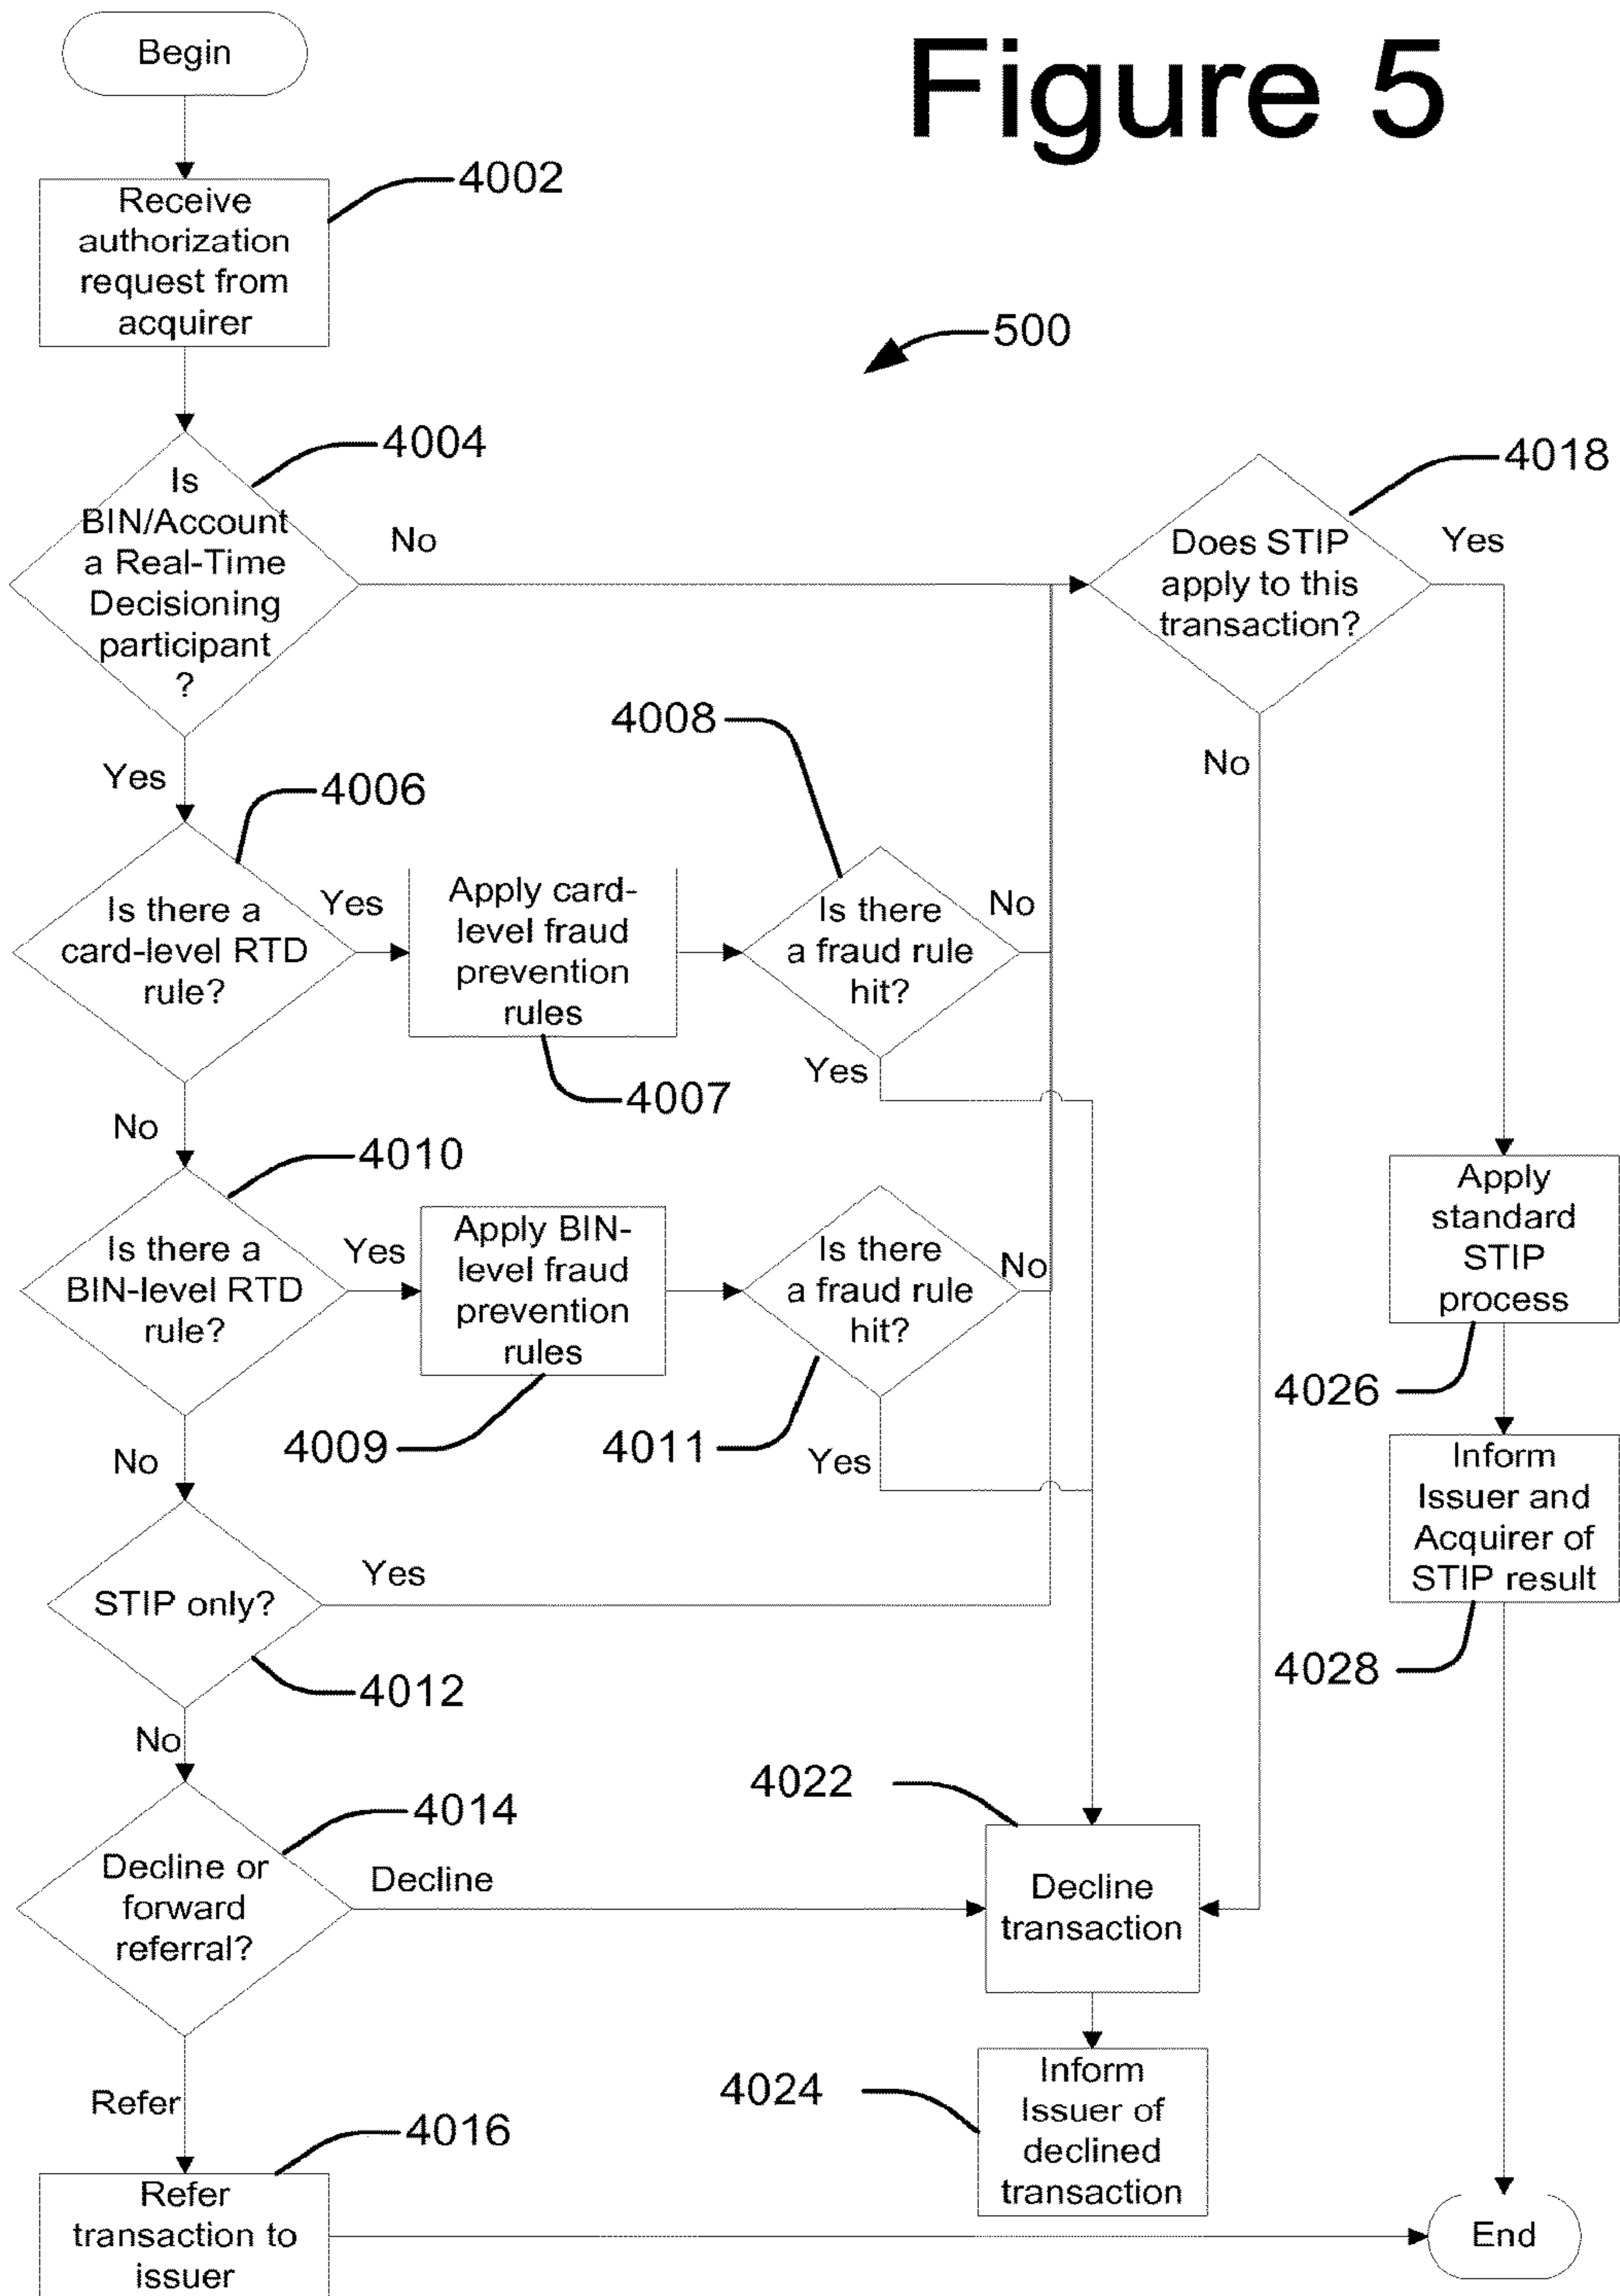 Begin
Figure 5
4002
Receive
authorization
request from
acquirer
500
4004
Is
BIN/Account
a Real-Time
Decisioning
participant
?
No
4018
Does STIP
apply to this
transaction?
Yes
No
Yes
4008
4006
Is there a
card-level RTD
rule?
Yes
Apply card-
level fraud
prevention
rules
4007
Is there
a fraud rule
hit?
No
Yes
No
4010
Is there a
BIN-level RTD
rule?
Yes
Apply BIN-
level fraud
prevention
rules
4009
Is there
a fraud rule
hit?
No
4011
Yes
Apply
standard
STIP
process
4026
Inform
Issuer and
Acquirer of
STIP result
4028
No
STIP only?
Yes
4012
No
4014
Decline or
forward
referral?
Decline
4022
Decline
transaction
Refer
4016
Refer
transaction to
issuer
4024
Inform
Issuer of
declined
transaction
End